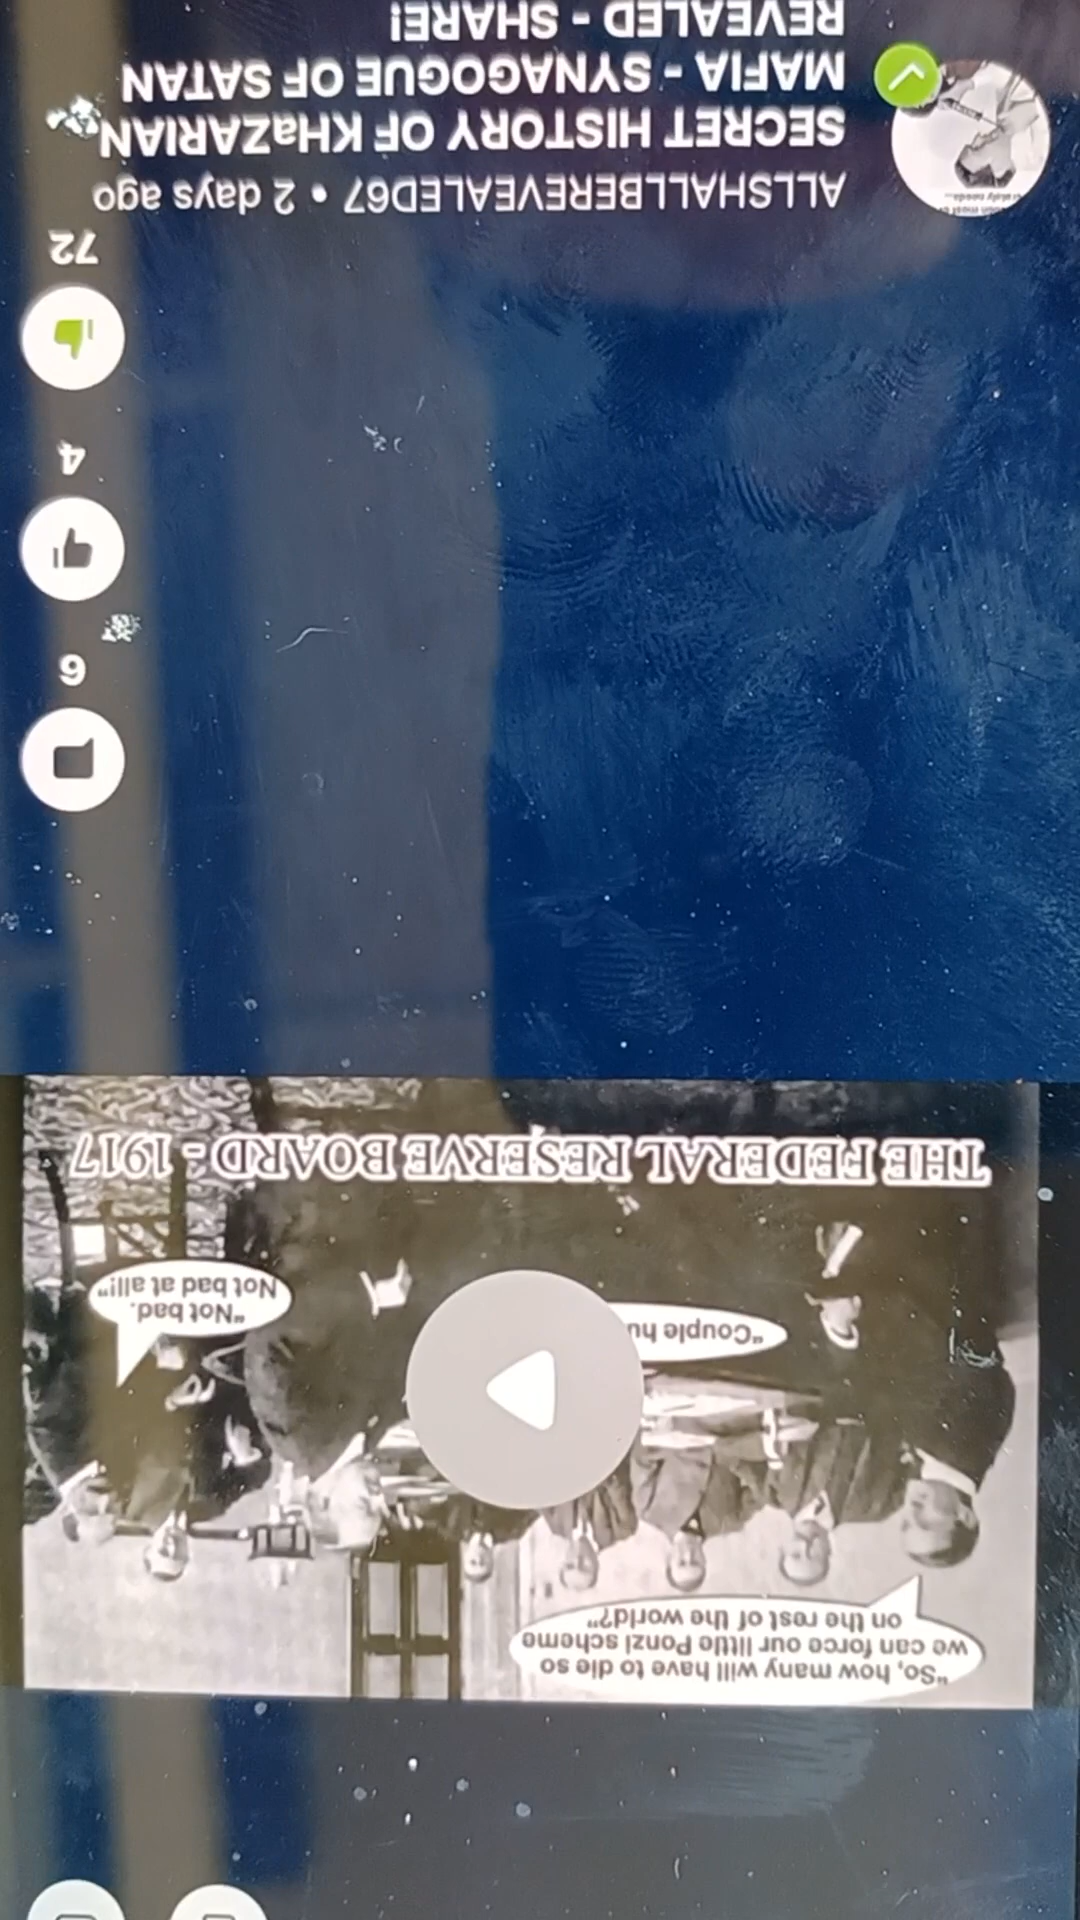 "So, how many will have to die so
we can force our little Ponzi scheme
on the rest of the world?"
"Couple hu
"Not bad.
Not bad at all!"
THE FEDERAL RESERVE BOARD - 1917
9
4
72
ALLSHALLBEREVEALED67 • 2 days ago
SECRET HISTORY OF KHaZARIAN
MAFIA - SYNAGOGUE OF SATAN
REVEALED - SHARE!